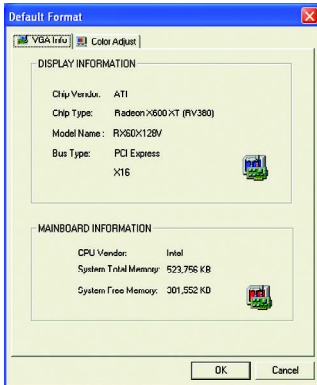 Default Format
VGA Info
Color Adjust
DISPLAY INFORMATION
Chip Vendor: ATI
Chip Type: Radeon X600 XT (RV380)
Model Name : RX60X128V
Bus Type: PCI Express
X16
MAINBOARD INFORMATION
CPU Vendor: Intel
System Total Memory: 523,756 KB
System Free Memory: 301,552 KB
OK
Cancel